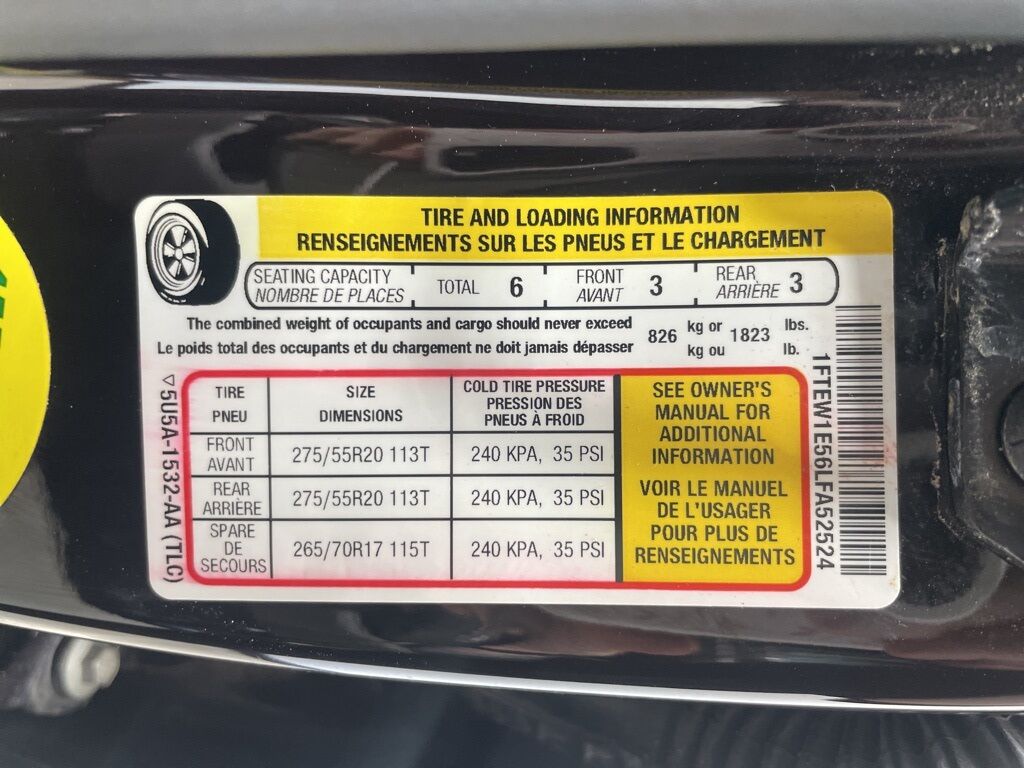 TIRE AND LOADING INFORMATION
RENSEIGNEMENTS SUR LES PNEUS ET LE CHARGEMENT
SEATING CAPACITY TOTAL 6 FRONT 3 REAR 3
NOMBRE DE PLACES AVANT ARRIÈRE
The combined weight of occupants and cargo should never exceed 826 kg or 1823 lbs.
Le poids total des occupants et du chargement ne doit jamais dépasser kg ou lb.
TIRE SIZE COLD TIRE PRESSURE
PNEU DIMENSIONS PRESSION DES
PNEUS À FROID
FRONT
AVANT 275/55R20 113T 240 KPA, 35 PSI
REAR
ARRIÈRE 275/55R20 113T 240 KPA, 35 PSI
SPARE
DE
SECOURS 265/70R17 115T 240 KPA, 35 PSI
SEE OWNER'S
MANUAL FOR
ADDITIONAL
INFORMATION
VOIR LE MANUEL
DE L'USAGER
POUR PLUS DE
RENSEIGNEMENTS
5U5A-1532-AA (TLC)
1FTEW1E56LFA52524